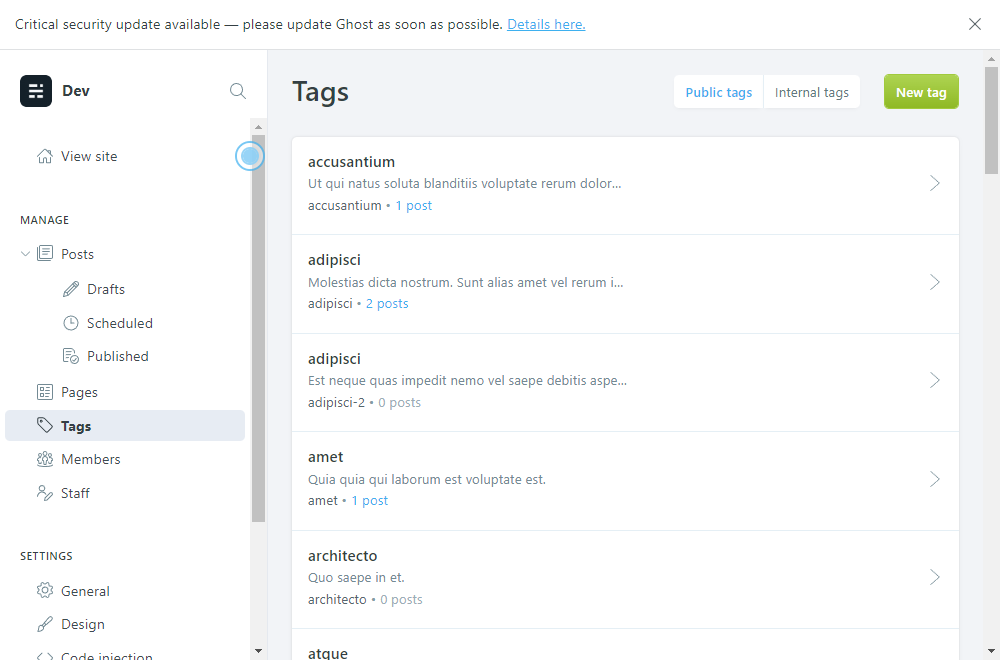 Critical security update available — please update Ghost as soon as possible. Details here.
Dev
View site
MANAGE
Posts
Drafts
Scheduled
Published
Pages
Tags
Members
Staff
SETTINGS
General
Design
Code injection
Tags
Public tags
Internal tags
New tag
accusantium
Ut qui natus soluta blanditiis voluptate rerum dolor...
accusantium • 1 post
adipisci
Molestias dicta nostrum. Sunt alias amet vel rerum i...
adipisci • 2 posts
adipisci
Est neque quas impedit nemo vel saepe debitis aspe...
adipisci-2 • 0 posts
amet
Quia quia qui laborum est voluptate est.
amet • 1 post
architecto
Quo saepe in et.
architecto • 0 posts
atque